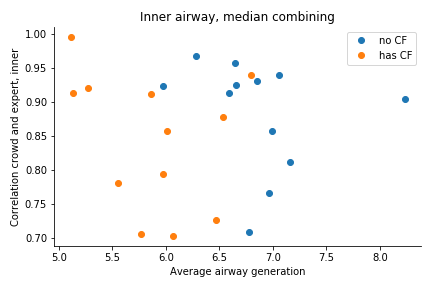 Inner airway, median combining
no CF
has CF
Correlation crowd and expert, inner
1.00
0.95
0.90
0.85
0.80
0.75
0.70
5.0 5.5 6.0 6.5 7.0 7.5 8.0
Average airway generation